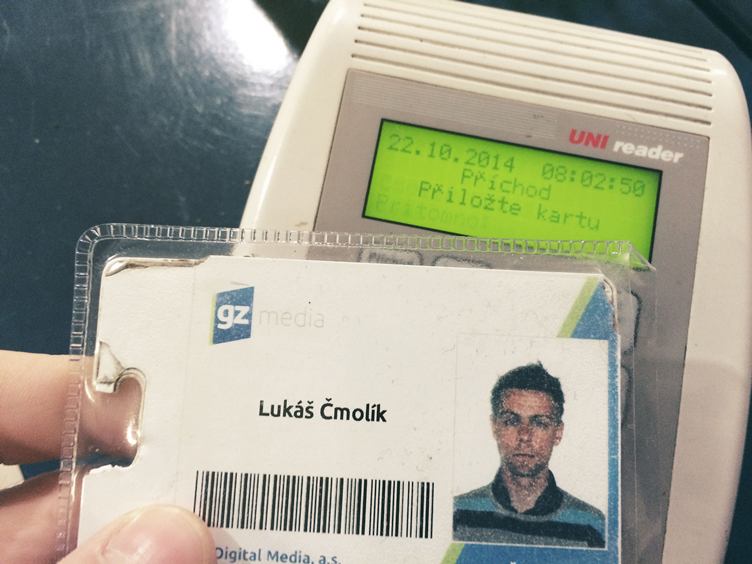 UNI reader
22.10.2014 08:02:50
Příchod
Přiložte kartu
gz media
Lukáš Čmolík
Digital Media, a.s.